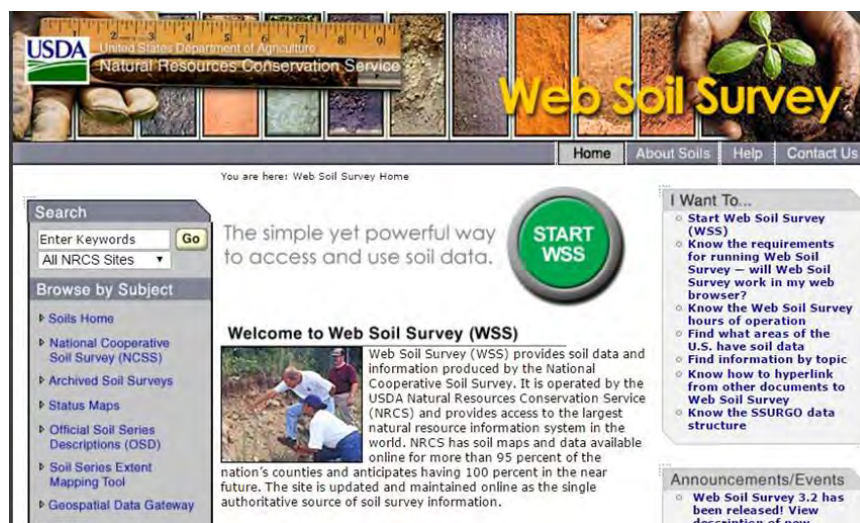 2 3 4 5 6 7 8 9
USDA
United States Department of Agriculture
Natural Resources Conservation Service
Web Soil Survey
Home
About Soils
Help
Contact Us
You are here: Web Soil Survey Home
Search
Enter Keywords
Go
All NRCS Sites
Browse by Subject
Soils Home
National Cooperative
Soil Survey (NCSS)
Archived Soil Surveys
Status Maps
Official Soil Series
Descriptions (OSD)
Soil Series Extent
Mapping Tool
Geospatial Data Gateway
The simple yet powerful way
to access and use soil data.
START
WSS
Welcome to Web Soil Survey (WSS)
Web Soil Survey (WSS) provides soil data and
information produced by the National
Cooperative Soil Survey. It is operated by the
USDA Natural Resources Conservation Service
(NRCS) and provides access to the largest
natural resource information system in the
world. NRCS has soil maps and data available
online for more than 95 percent of the
nation's counties and anticipates having 100 percent in the near
future. The site is updated and maintained online as the single
authoritative source of soil survey information.
I Want To...
Start Web Soil Survey
(WSS)
Know the requirements
for running Web Soil
Survey — will Web Soil
Survey work in my web
browser?
Know the Web Soil Survey
hours of operation
Find what areas of the
U.S. have soil data
Find information by topic
Know how to hyperlink
from other documents to
Web Soil Survey
Know the SSURGO data
structure
Announcements/Events
Web Soil Survey 3.2 has
been released! View
description of new